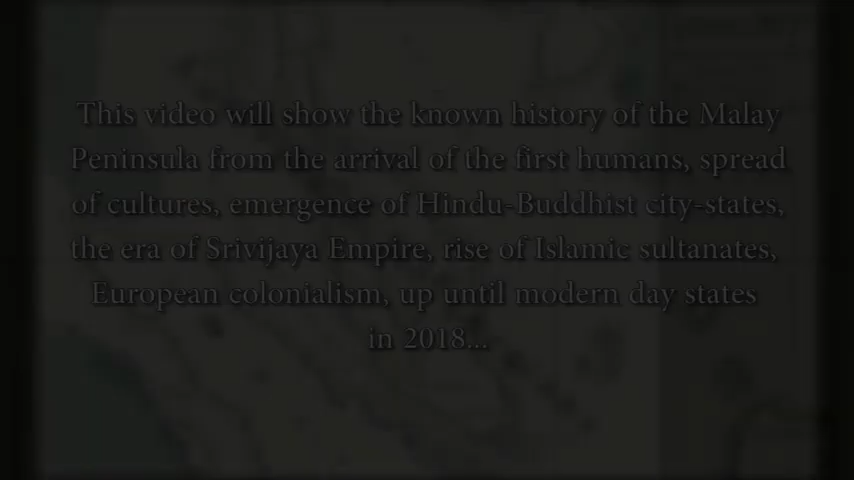 This video will show the known history of the Malay
Peninsula from the arrival of the first humans, spread
of cultures, emergence of Hindu-Buddhist city-states,
the era of Srivijaya Empire, rise of Islamic sultanates,
European colonialism, up until modern day states
in 2018...